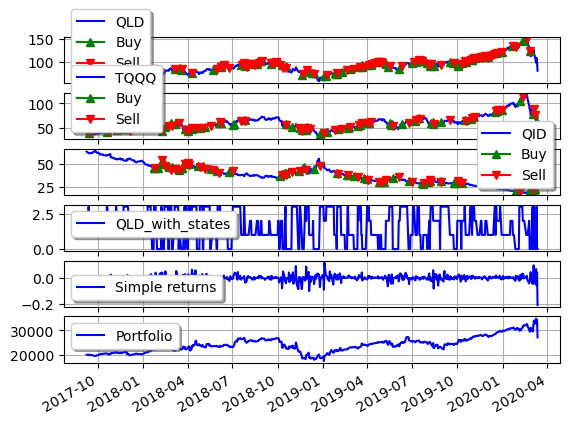 QLD
Buy
Sell
150
100
TQQQ
Buy
Sell
100
50
QID
Buy
Sell
50
25
QLD_with_states
2.5
0.0
Simple returns
0.0
−0.2
Portfolio
30000
20000
2017-10
2018-01
2018-04
2018-07
2018-10
2019-01
2019-04
2019-07
2019-10
2020-01
2020-04